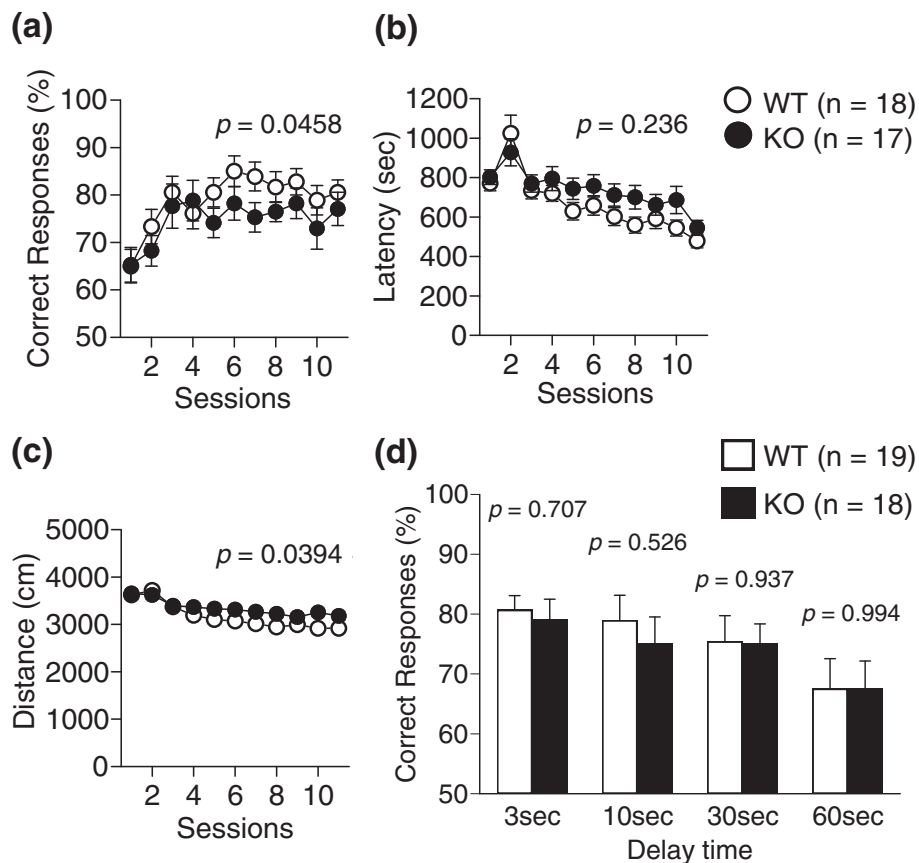 (a)
Correct Responses (%)
100
90
80
70
60
50
p = 0.0458
2 4 6 8 10
Sessions
(b)
Latency (sec)
1200
1000
800
600
400
200
0
p = 0.236
2 4 6 8 10
Sessions
WT (n = 18)
KO (n = 17)
(c)
Distance (cm)
5000
4000
3000
2000
1000
0
p = 0.0394
2 4 6 8 10
Sessions
(d)
WT (n = 19)
KO (n = 18)
Correct Responses (%)
100
90
80
70
60
50
p = 0.707
p = 0.526
p = 0.937
p = 0.994
3sec 10sec 30sec 60sec
Delay time